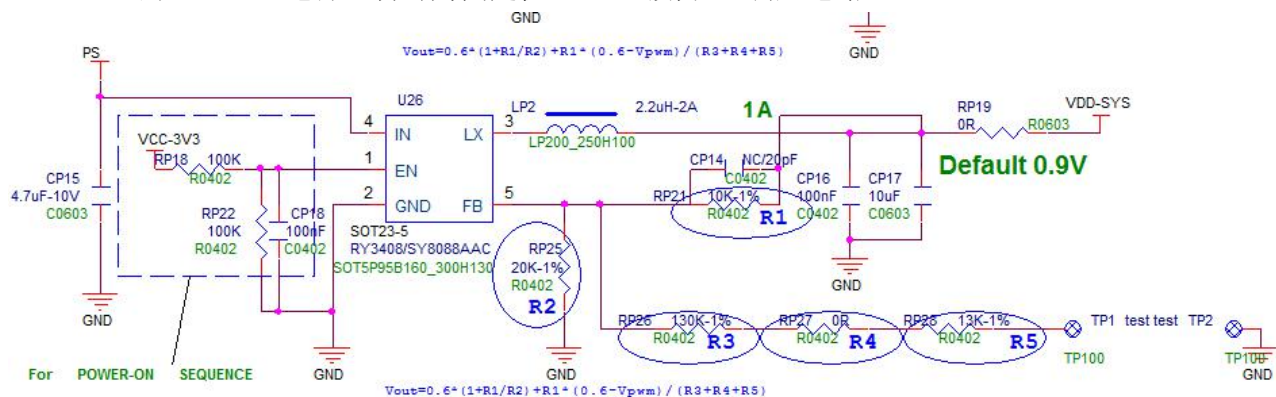 GND
GND
Vout=0.6*(1+R1/R2)+R1*(0.6-Vpwm)/(R3+R4+R5)
PS
U26
LP2
2.2uH-2A
1A
RP19
0R
R0603
VDD-SYS
4
IN
LX
3
LP200_250H100
VCC-3V3
RP18
100K
R0402
1
EN
CP14
NC/20pF
C0402
Default 0.9V
CP15
4.7uF-10V
C0603
2
GND
FB
5
RP21
10K-1%
R0402
R1
CP16
100nF
C0402
CP17
10uF
C0603
RP22
100K
R0402
CP18
100nF
C0402
SOT23-5
RY3408/SY8088AAC
SOT5P95B160_300H130
RP25
20K-1%
R0402
R2
GND
GND
RP26
130K-1%
R0402
R3
RP27
0R
R0402
R4
RP28
13K-1%
R0402
R5
TP1
test test
TP2
TP100
TP100
GND
For POWER-ON SEQUENCE
GND
GND
Vout=0.6*(1+R1/R2)+R1*(0.6-Vpwm)/(R3+R4+R5)